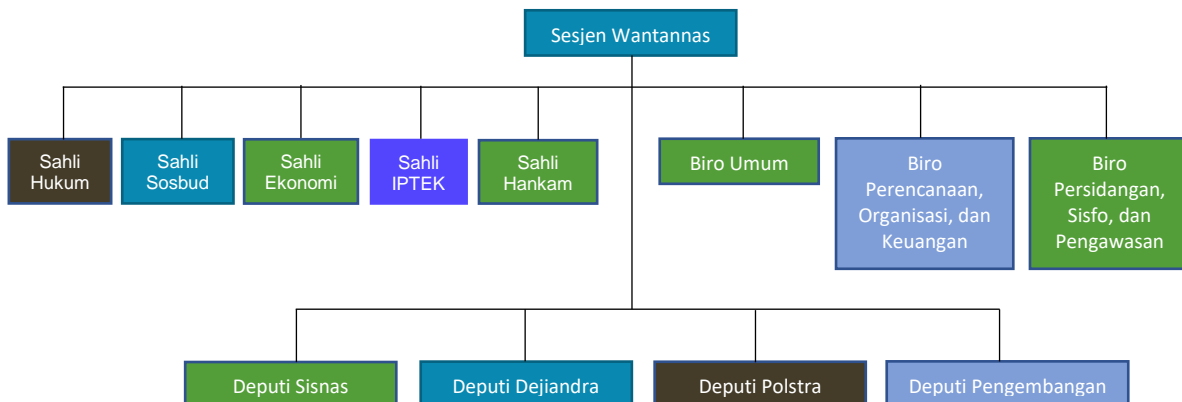 Sesjen Wantannas
Sahli
Hukum
Sahli
Sosbud
Sahli
Ekonomi
Sahli
IPTEK
Sahli
Hankam
Biro Umum
Biro
Perencanaan,
Organisasi, dan
Keuangan
Biro
Persidangan,
Sisfo, dan
Pengawasan
Deputi Sisnas
Deputi Dejiandra
Deputi Polstra
Deputi Pengembangan